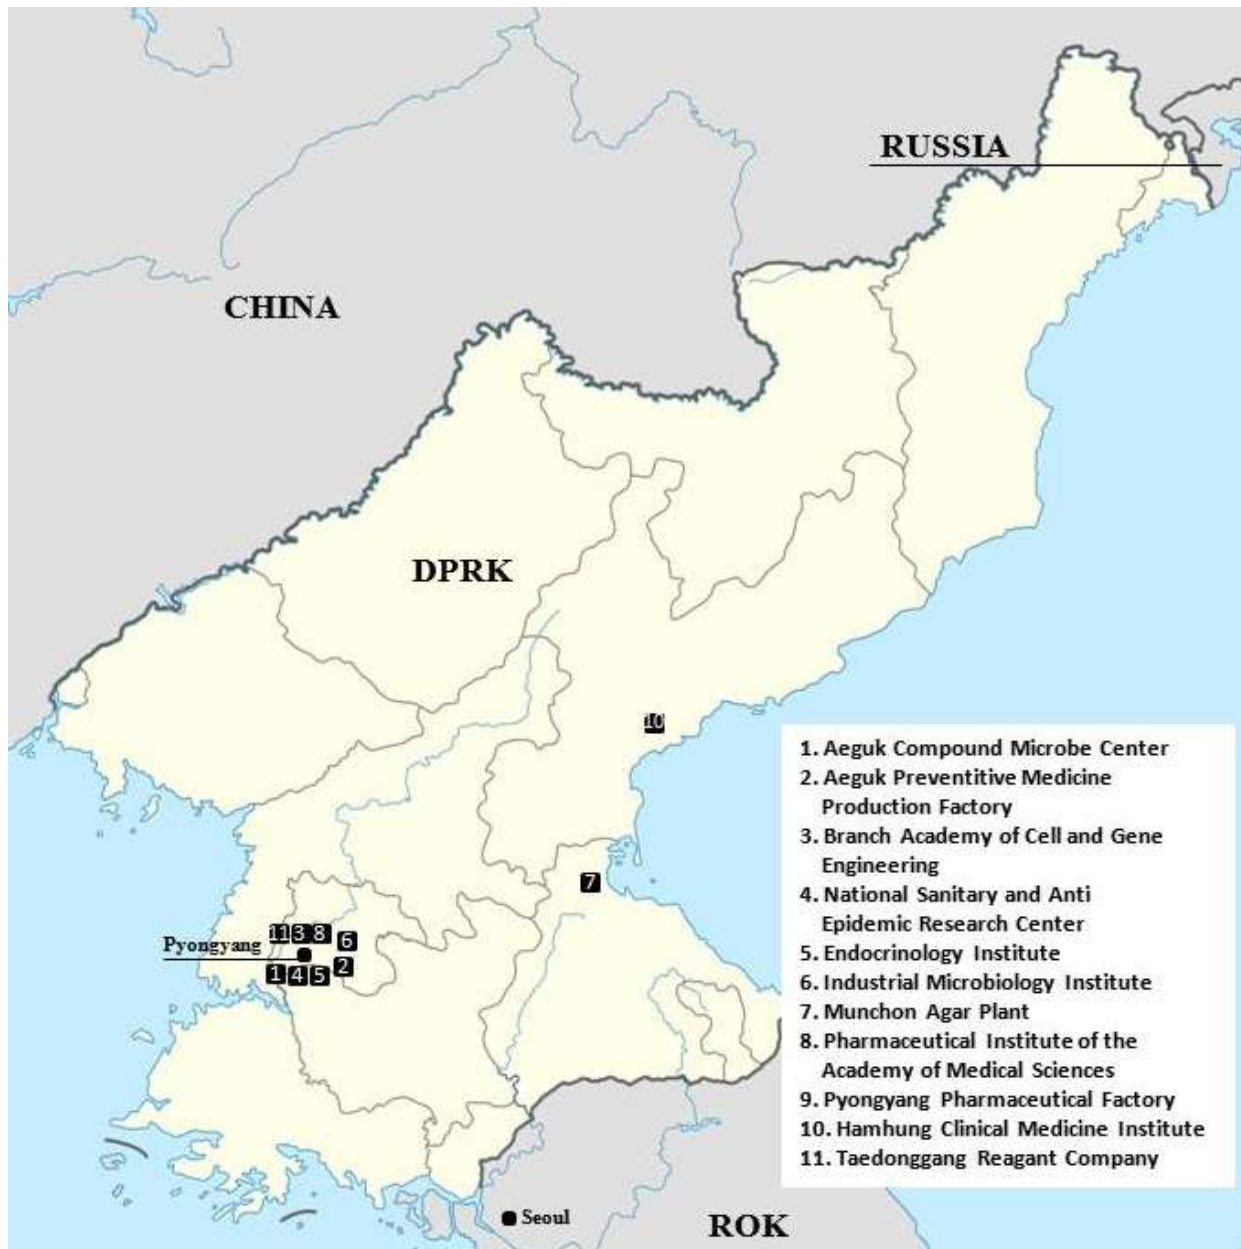 RUSSIA
CHINA
DPRK
10
7
11 3 8
6
Pyongyang
2
1 4 5
1. Aeguk Compound Microbe Center
2. Aeguk Preventitive Medicine
Production Factory
3. Branch Academy of Cell and Gene
Engineering
4. National Sanitary and Anti
Epidemic Research Center
5. Endocrinology Institute
6. Industrial Microbiology Institute
7. Munchon Agar Plant
8. Pharmaceutical Institute of the
Academy of Medical Sciences
9. Pyongyang Pharmaceutical Factory
10. Hamhung Clinical Medicine Institute
11. Taedonggang Reagant Company
Seoul
ROK